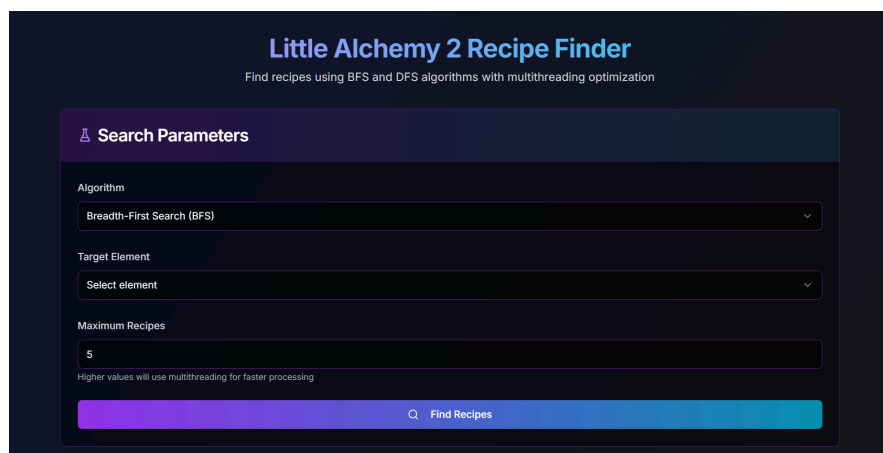 Little Alchemy 2 Recipe Finder
Find recipes using BFS and DFS algorithms with multithreading optimization
Search Parameters
Algorithm
Breadth-First Search (BFS)
Target Element
Select element
Maximum Recipes
5
Higher values will use multithreading for faster processing
Find Recipes